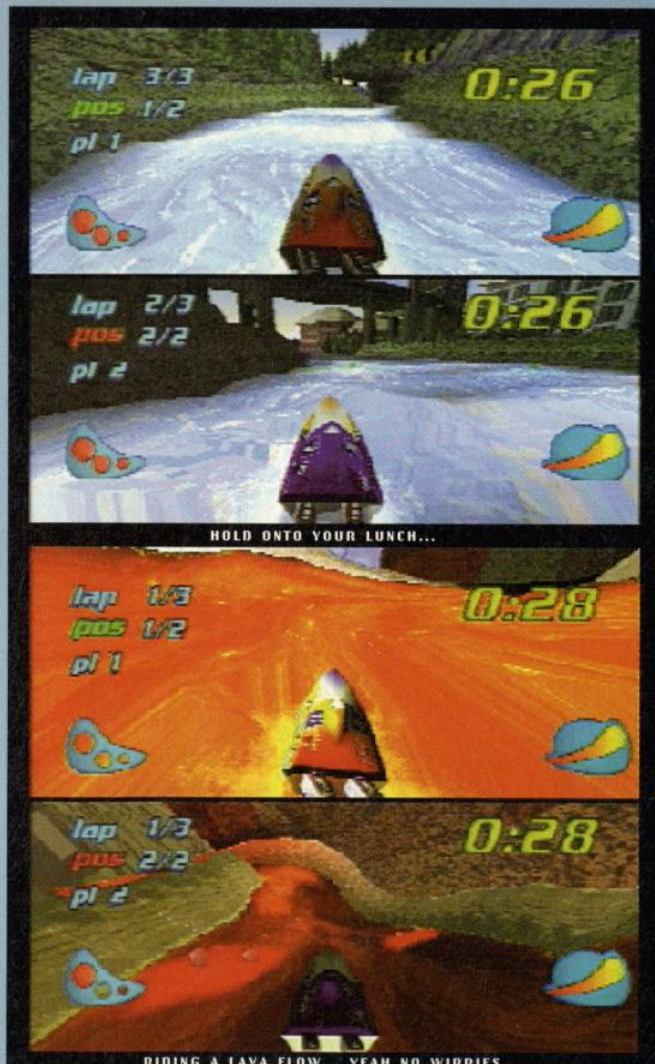 lap 3/3
0:26
pos 1/2
pl 1
lap 2/3
0:26
pos 2/2
pl 2
HOLD ONTO YOUR LUNCH...
lap 1/3
0:28
pos 1/2
pl 1
lap 1/3
0:28
pos 2/2
pl 2
RIDING A LAVA FLOW... YEAH NO WIRRIES